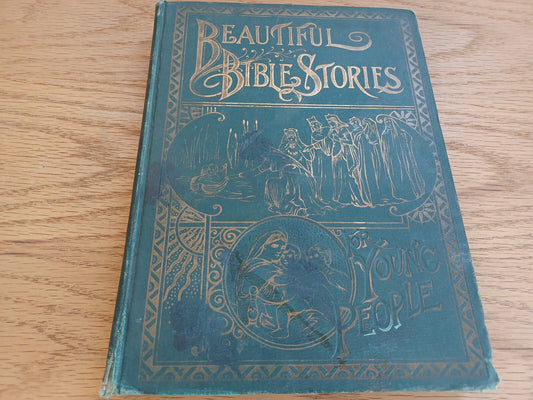 BEAUTIFUL
BIBLE STORIES
FOR
YOUNG
PEOPLE